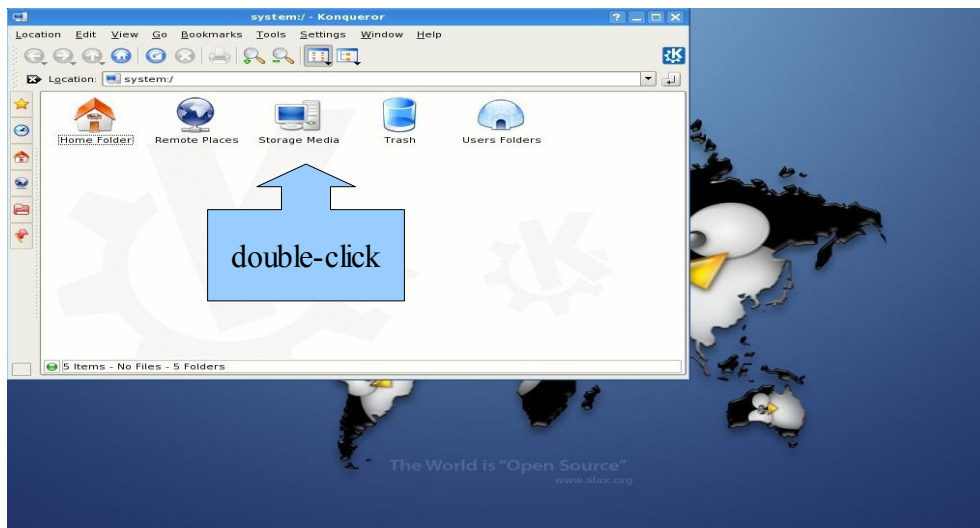 system:/ - Konqueror
Location Edit View Go Bookmarks Tools Settings Window Help
Location: system:/
Home Folder Remote Places Storage Media Trash Users Folders
double-click
5 Items - No Files - 5 Folders
The World is "Open Source"
www.slax.org